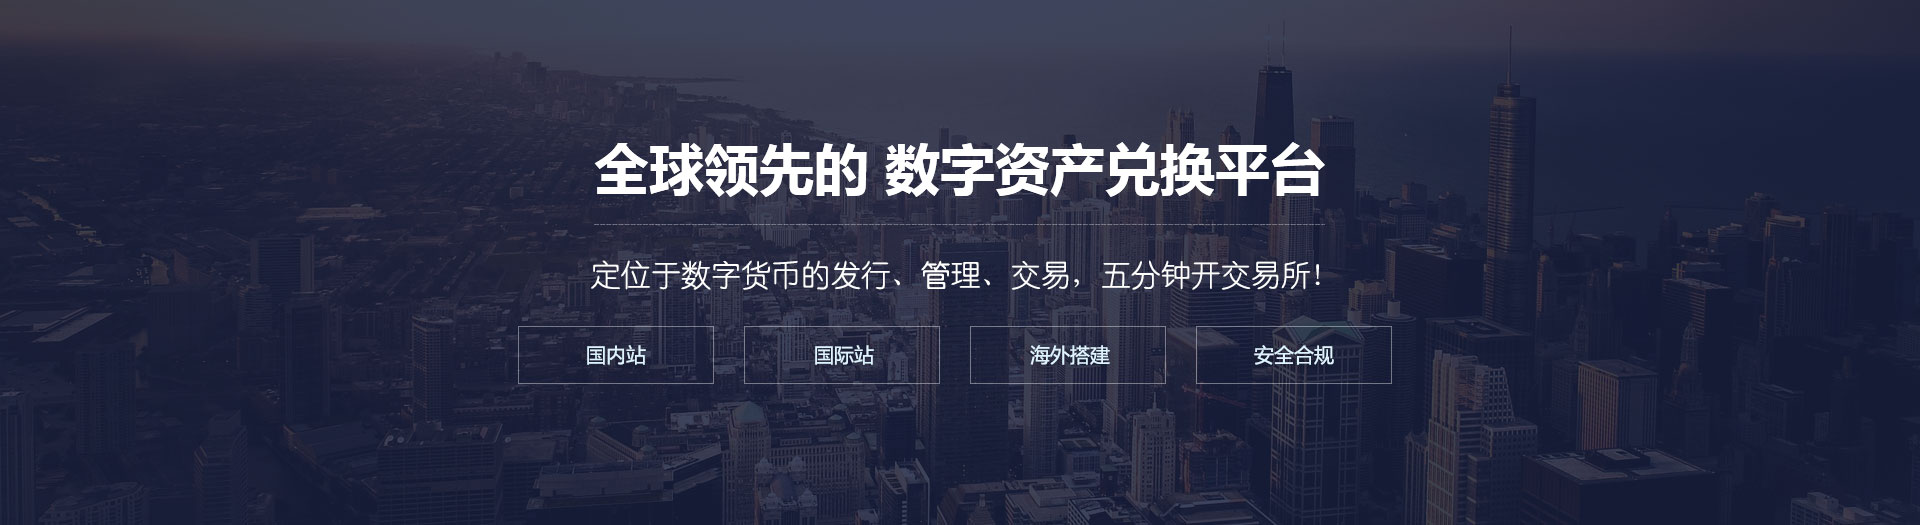 全球领先的 数字资产兑换平台
定位于数字货币的发行、管理、交易，五分钟开交易所！
国内站
国际站
海外搭建
安全合规